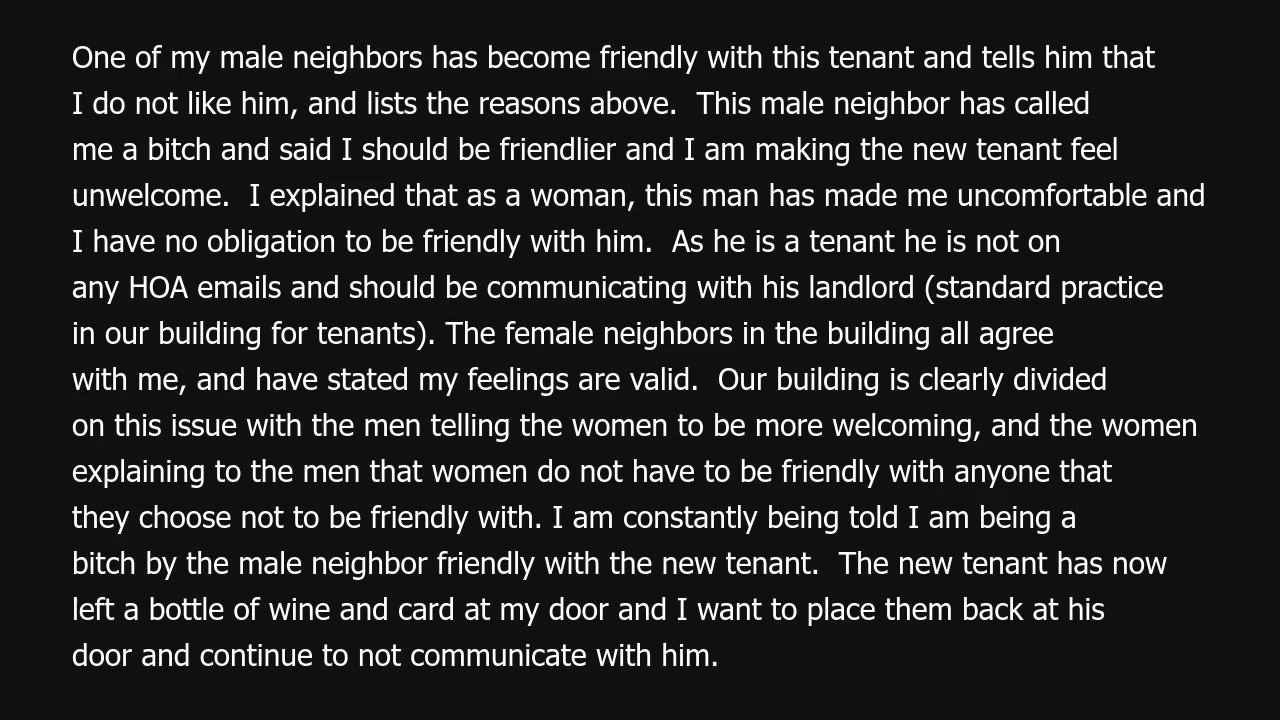 One of my male neighbors has become friendly with this tenant and tells him that
I do not like him, and lists the reasons above.  This male neighbor has called
me a bitch and said I should be friendlier and I am making the new tenant feel
unwelcome.  I explained that as a woman, this man has made me uncomfortable and
I have no obligation to be friendly with him.  As he is a tenant he is not on
any HOA emails and should be communicating with his landlord (standard practice
in our building for tenants). The female neighbors in the building all agree
with me, and have stated my feelings are valid.  Our building is clearly divided
on this issue with the men telling the women to be more welcoming, and the women
explaining to the men that women do not have to be friendly with anyone that
they choose not to be friendly with. I am constantly being told I am being a
bitch by the male neighbor friendly with the new tenant.  The new tenant has now
left a bottle of wine and card at my door and I want to place them back at his
door and continue to not communicate with him.